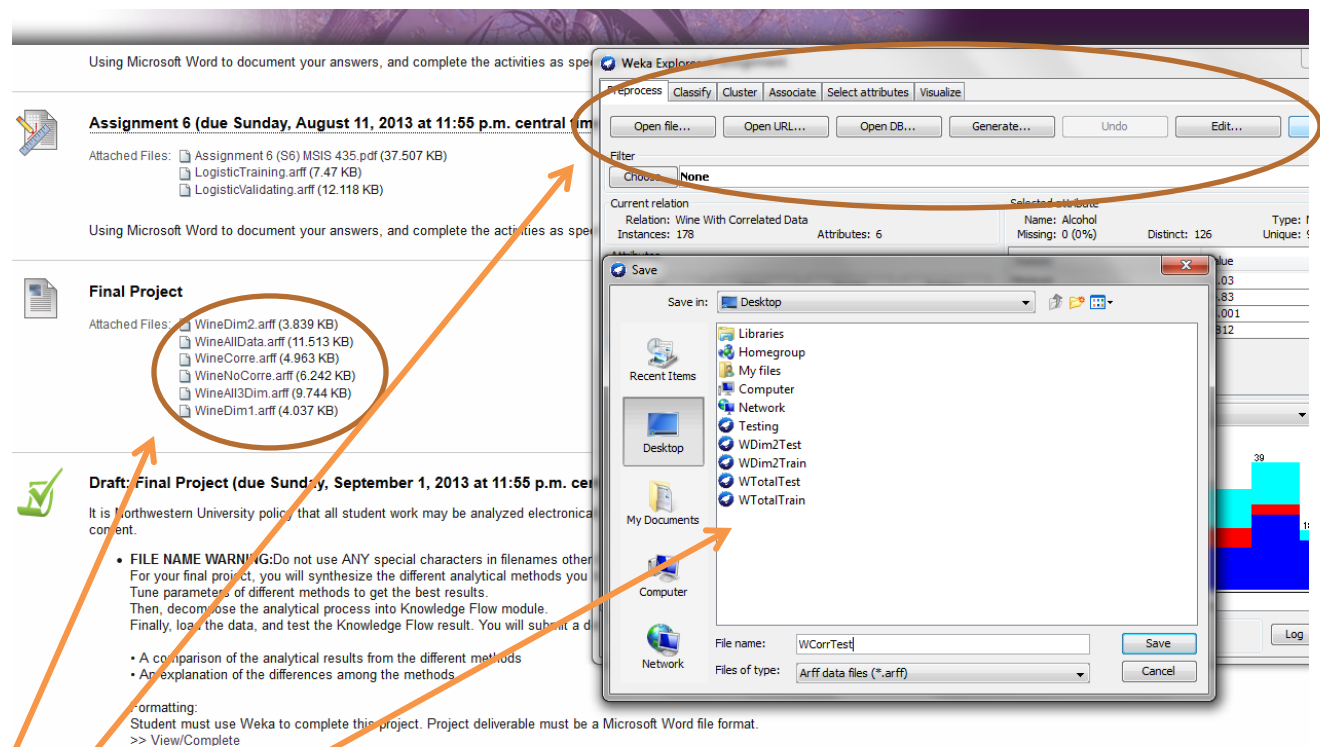 Using Microsoft Word to document your answers, and complete the activities as spe
Assignment 6 (due Sunday, August 11, 2013 at 11:55 p.m. central tim
Attached Files: Assignment 6 (S6) MSIS 435.pdf (37.507 KB)
LogisticTraining.arff (7.47 KB)
LogisticValidating.arff (12.118 KB)
Using Microsoft Word to document your answers, and complete the activities as spe
Final Project
Attached Files: WineDim2.arff (3.839 KB)
WineAllData.arff (11.513 KB)
WineCorre.arff (4.963 KB)
WineNoCorre.arff (6.242 KB)
WineAll3Dim.arff (9.744 KB)
WineDim1.arff (4.037 KB)
Draft: Final Project (due Sunday, September 1, 2013 at 11:55 p.m. cen
It is Northwestern University policy that all student work may be analyzed electronica
content.
• FILE NAME WARNING:Do not use ANY special characters in filenames other
For your final project, you will synthesize the different analytical methods you
Tune parameters of different methods to get the best results.
Then, decompose the analytical process into Knowledge Flow module.
Finally, load the data, and test the Knowledge Flow result. You will submit a d
• A comparison of the analytical results from the different methods
• An explanation of the differences among the methods
Formatting:
Student must use Weka to complete this project. Project deliverable must be a Microsoft Word file format.
>> View/Complete
Weka Explorer
Preprocess Classify Cluster Associate Select attributes Visualize
Open file... Open URL... Open DB... Generate... Undo Edit...
Filter
Choose None
Current relation
Relation: Wine With Correlated Data
Instances: 178 Attributes: 6
Selected attribute
Name: Alcohol Type:
Missing: 0 (0%) Distinct: 126 Unique:
Attributes
.03
.83
.001
812
39
Log
Save
Save in: Desktop
Recent Items
Desktop
My Documents
Computer
Network
Libraries
Homegroup
My files
Computer
Network
Testing
WDim2Test
WDim2Train
WTotalTest
WTotalTrain
File name: WCorrTest Save
Files of type: Arff data files (*.arff) Cancel